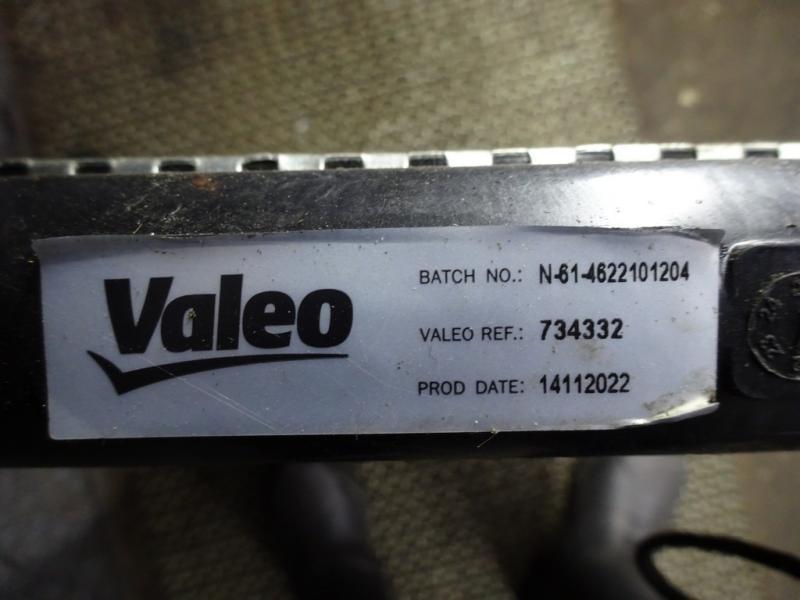 Valeo
BATCH NO.: N-61-4622101204
VALEO REF.: 734332
PROD DATE: 14112022